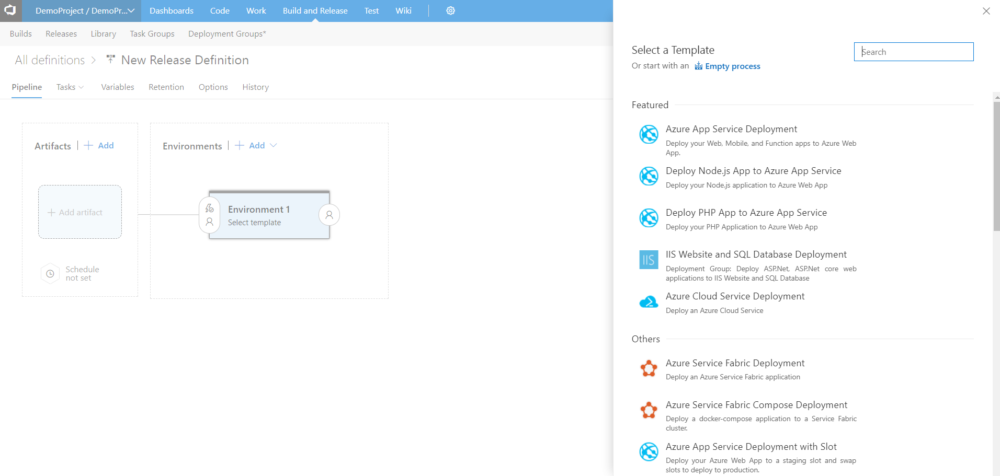 DemoProject / DemoPr...
Dashboards
Code
Work
Build and Release
Test
Wiki
Builds
Releases
Library
Task Groups
Deployment Groups*
All definitions
New Release Definition
Pipeline
Tasks
Variables
Retention
Options
History
Artifacts
Add
Add artifact
Schedule
not set
Environments
Add
Environment 1
Select template
Select a Template
Or start with an Empty process
Search
Featured
Azure App Service Deployment
Deploy your Web, Mobile, and Function apps to Azure Web
App.
Deploy Node.js App to Azure App Service
Deploy your Node.js application to Azure Web App
Deploy PHP App to Azure App Service
Deploy your PHP Application to Azure Web App
IIS
IIS Website and SQL Database Deployment
Deployment Group: Deploy ASP.Net, ASP.Net core web
applications to IIS Website and SQL Database
Azure Cloud Service Deployment
Deploy an Azure Cloud Service
Others
Azure Service Fabric Deployment
Deploy an Azure Service Fabric application
Azure Service Fabric Compose Deployment
Deploy a docker-compose application to a Service Fabric
cluster.
Azure App Service Deployment with Slot
Deploy your Azure Web App to a staging slot and swap
slots to deploy to production.